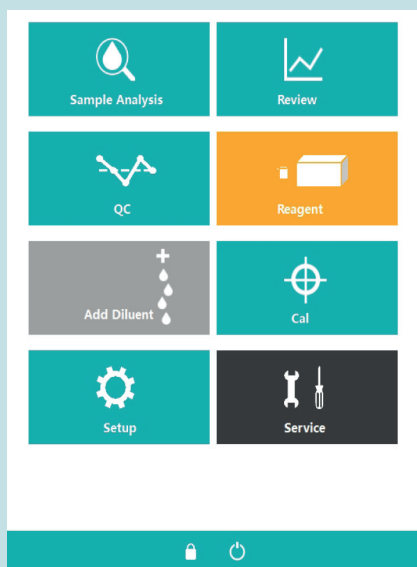 Sample Analysis
Review
QC
Reagent
Add Diluent
Cal
Setup
Service